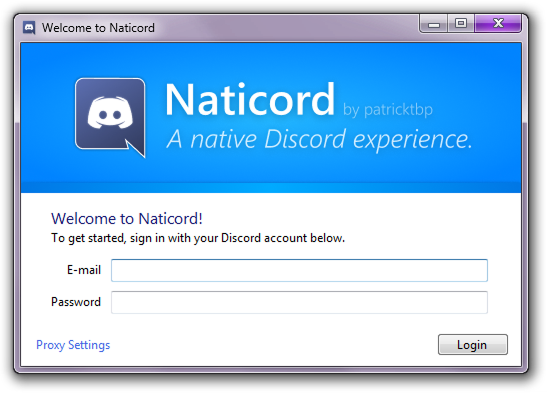 Welcome to Naticord
Naticord by patricktbp
A native Discord experience.
Welcome to Naticord!
To get started, sign in with your Discord account below.
E-mail
Password
Proxy Settings
Login